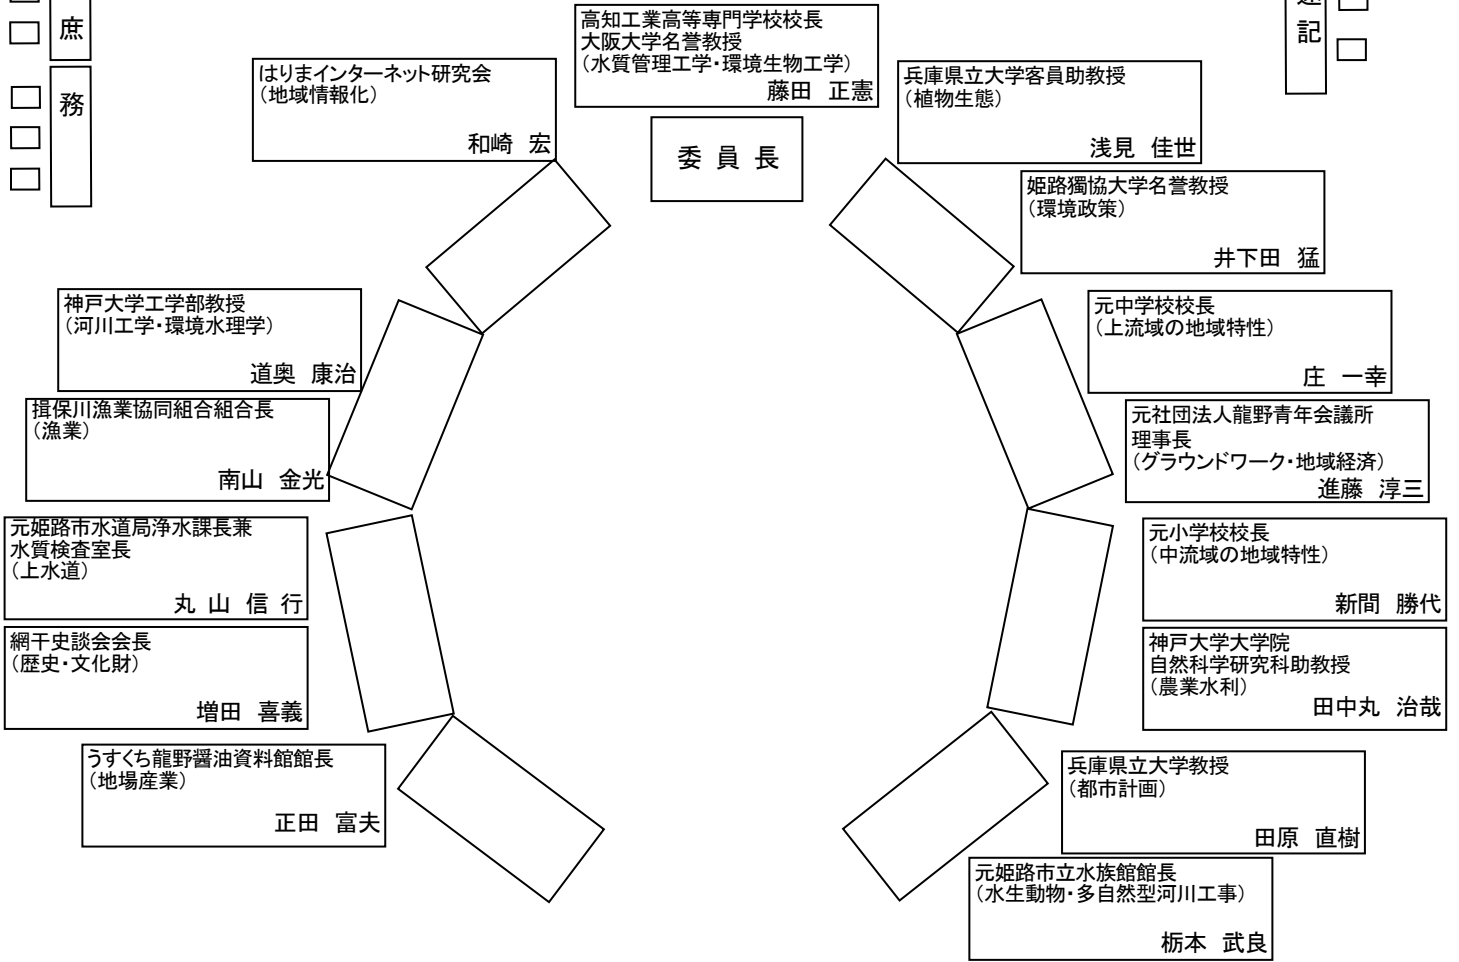 庶
務
記
高知工業高等専門学校校長
大阪大学名誉教授
(水質管理工学・環境生物工学)
藤田 正憲
委 員 長
はりまインターネット研究会
(地域情報化)
和崎 宏
神戸大学工学部教授
(河川工学・環境水理学)
道奥 康治
揖保川漁業協同組合組合長
(漁業)
南山 金光
元姫路市水道局浄水課長兼
水質検査室長
(上水道)
丸 山 信 行
網干史談会会長
(歴史・文化財)
増田 喜義
うすくち龍野醤油資料館館長
(地場産業)
正田 富夫
兵庫県立大学客員助教授
(植物生態)
浅見 佳世
姫路獨協大学名誉教授
(環境政策)
井下田 猛
元中学校校長
(上流域の地域特性)
庄 一幸
元社団法人龍野青年会議所
理事長
(グラウンドワーク・地域経済)
進藤 淳三
元小学校校長
(中流域の地域特性)
新間 勝代
神戸大学大学院
自然科学研究科助教授
(農業水利)
田中丸 治哉
兵庫県立大学教授
(都市計画)
田原 直樹
元姫路市立水族館館長
(水生動物・多自然型河川工事)
栃本 武良